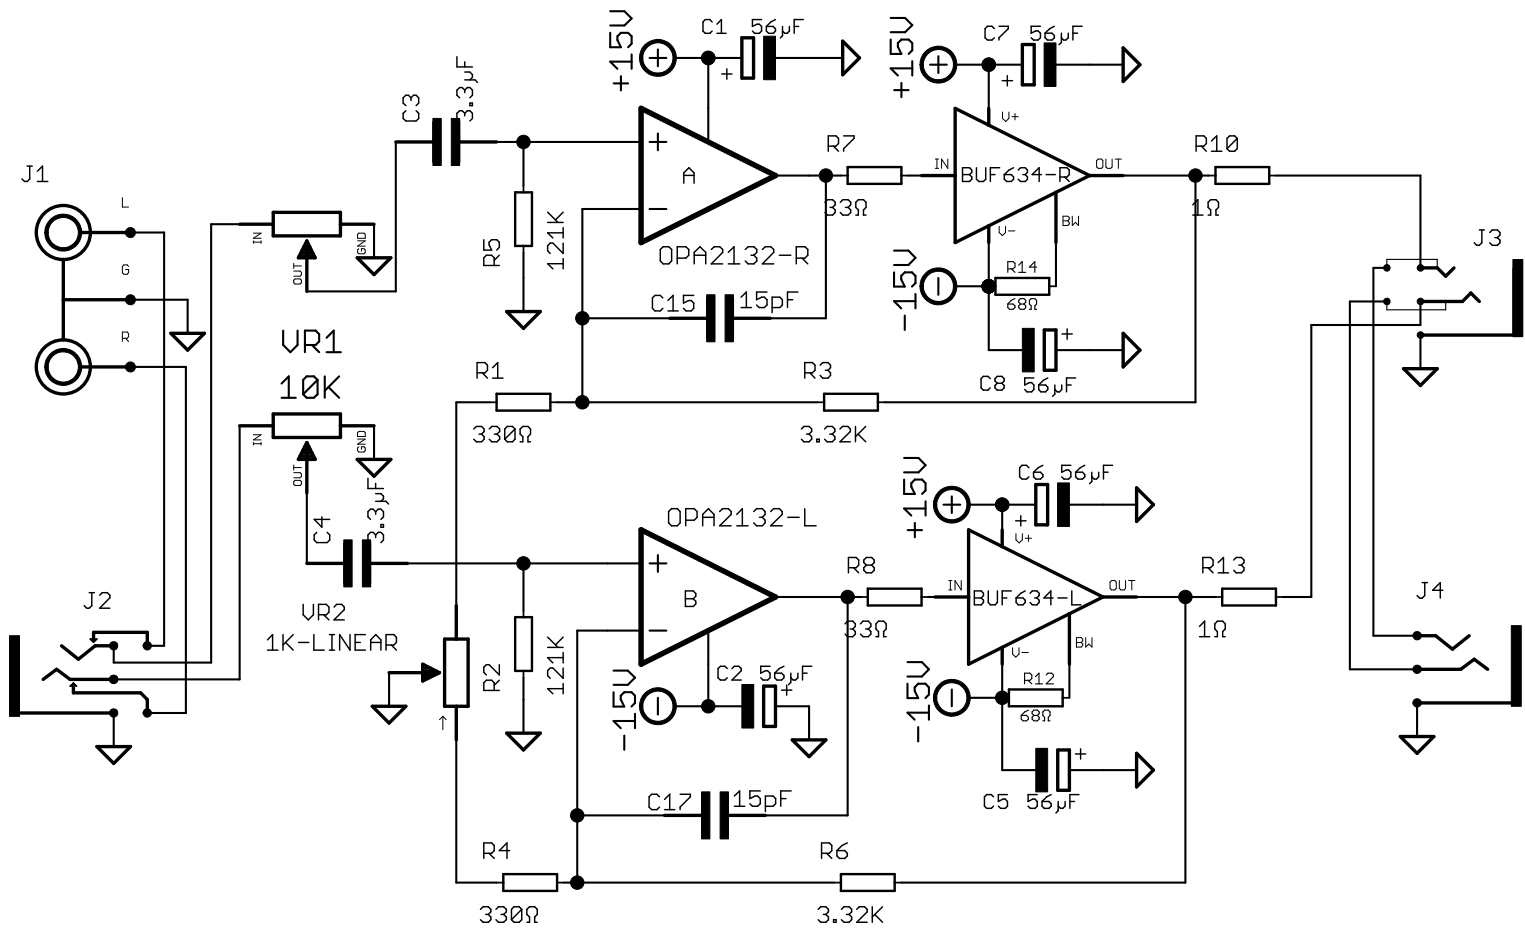 C1 56µF
+15V
+
C7 56µF
+15V
+
C3
3.3µF
V+
R7
R10
J1
+
A
−
IN
BUF634-R
OUT
33Ω
1Ω
L
IN
OUT
GND
R5
121K
OPA2132-R
V-
BW
J3
G
-15V
R14
68Ω
C15 15pF
+
R
VR1
10K
R1
R3
C8 56µF
330Ω
3.32K
IN
OUT
GND
C4
3.3µF
OPA2132-L
+15V
C6 56µF
+
V+
R8
R13
+
B
−
IN
BUF634-L
OUT
33Ω
1Ω
J2
J4
VR2
1K-LINEAR
R2
121K
V-
BW
-15V
C2 56µF
+
-15V
R12
68Ω
↑
+
C17 15pF
C5 56µF
R4
R6
330Ω
3.32K